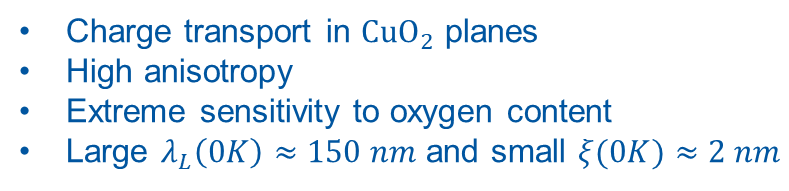 • Charge transport in CuO₂ planes
• High anisotropy
• Extreme sensitivity to oxygen content
• Large λ_L(0K) ≈ 150 nm and small ξ(0K) ≈ 2 nm